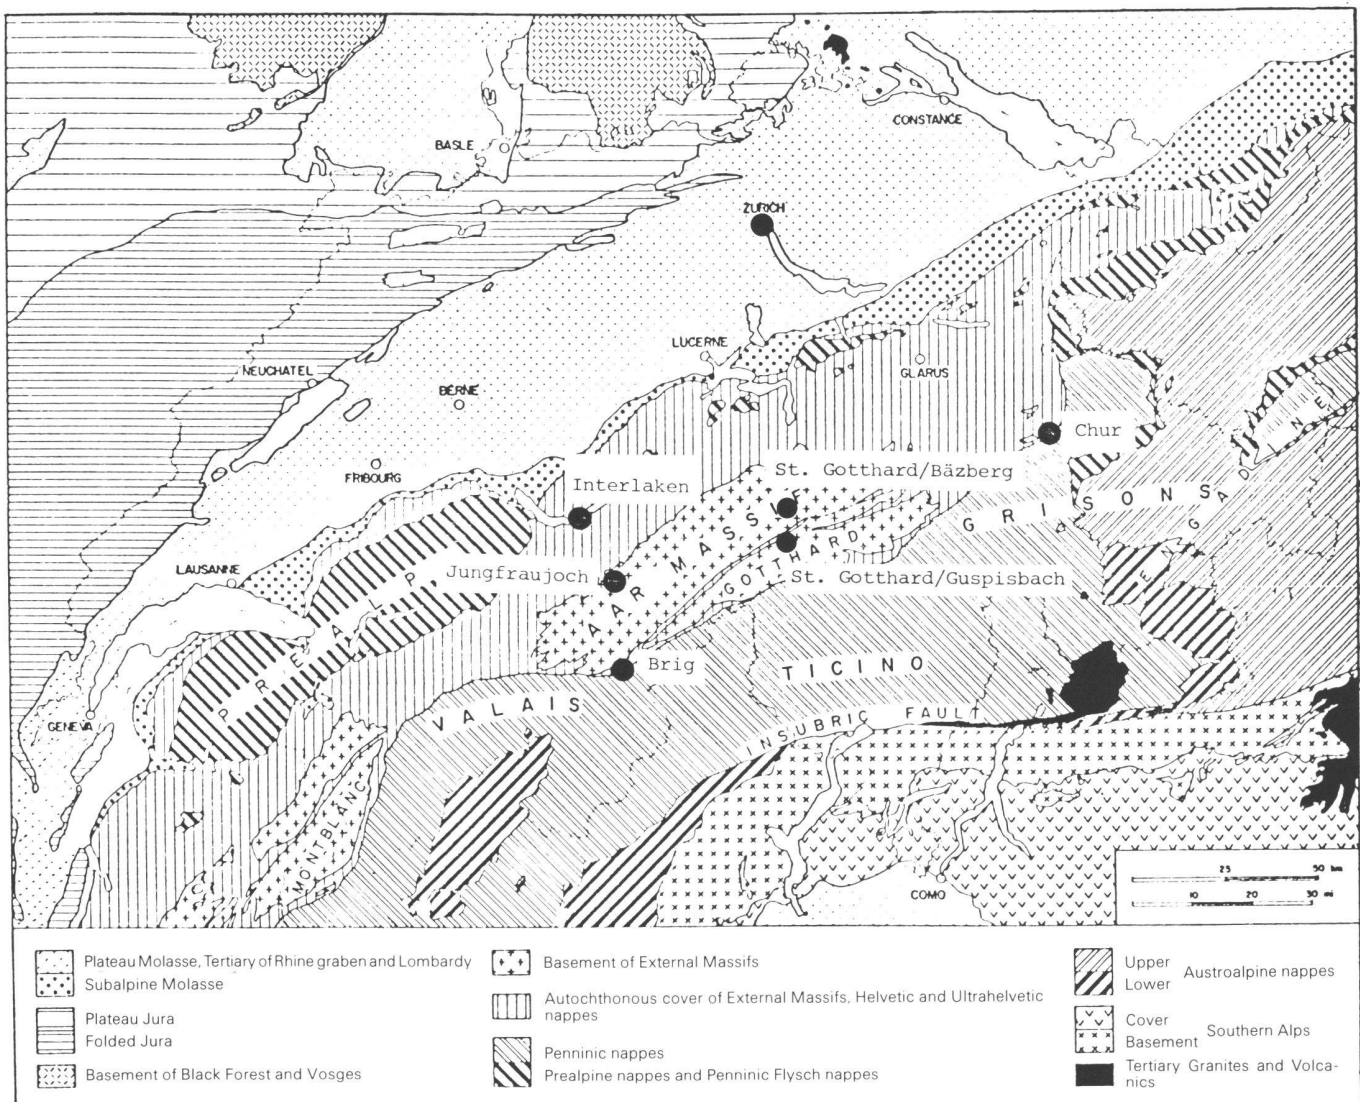 CONSTANCE
BASLE
ZURICH
LUCERNE
GLARUS
NEUCHATEL
BERNE
Chur
FRIBOURG
Interlaken
St. Gotthard/Bäzberg
GRISONS
ENGADINE
AAR MASSIF
GOTTHARD
LAUSANNE
Jungfraujoch
St. Gotthard/Guspisbach
PREALPS
Brig
TICINO
VALAIS
GENEVA
INSUBRIC FAULT
MONTBLANC
COMO
25 50 km
10 20 30 mi
Plateau Molasse, Tertiary of Rhine graben and Lombardy
Subalpine Molasse
Plateau Jura
Folded Jura
Basement of Black Forest and Vosges
Basement of External Massifs
Autochthonous cover of External Massifs, Helvetic and Ultrahelvetic
nappes
Penninic nappes
Prealpine nappes and Penninic Flysch nappes
Upper
Lower
Austroalpine nappes
Cover
Basement
Southern Alps
Tertiary Granites and Volca-
nics